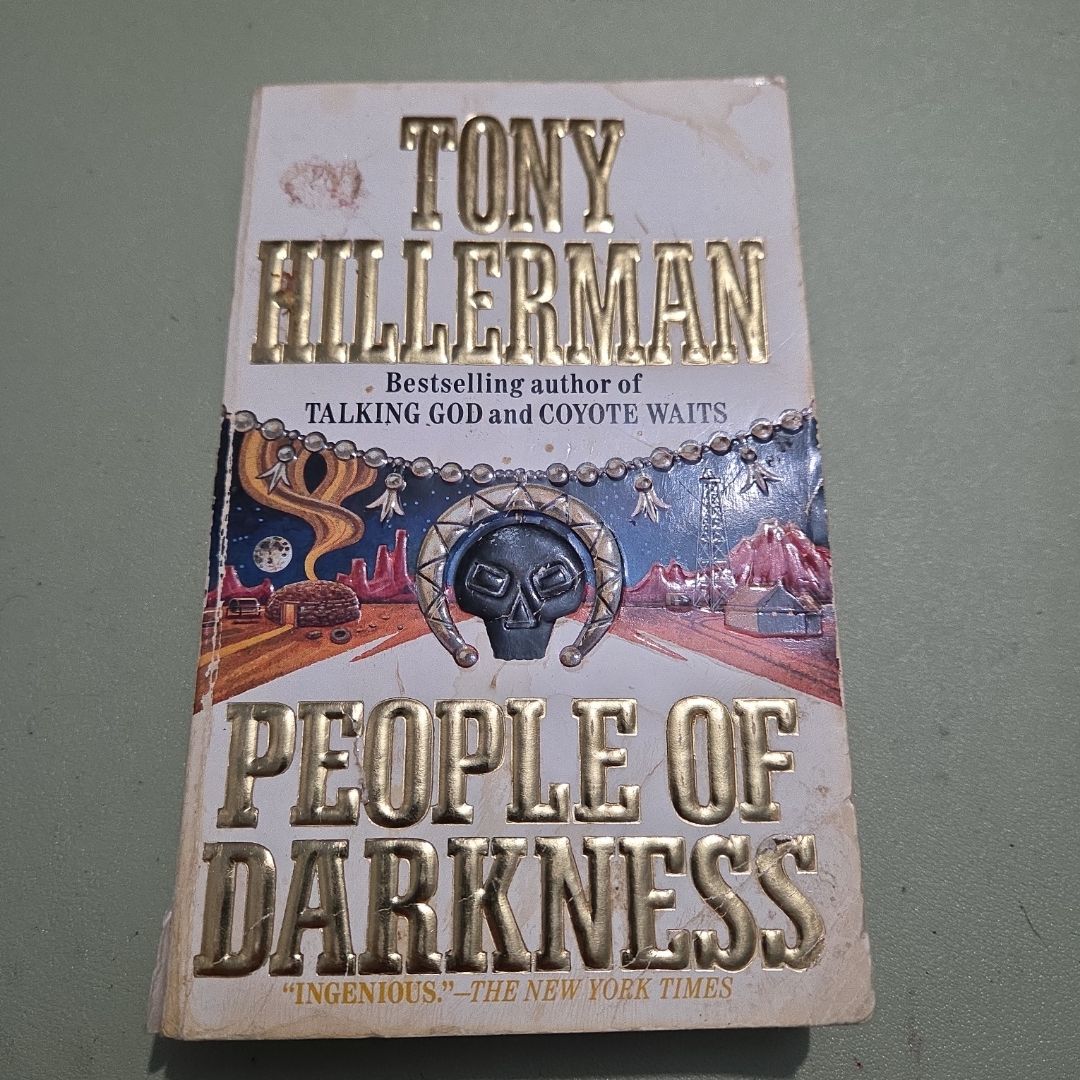 TONY
HILLERMAN
Bestselling author of
TALKING GOD and COYOTE WAITS
PEOPLE OF
DARKNESS
“INGENIOUS.”—THE NEW YORK TIMES